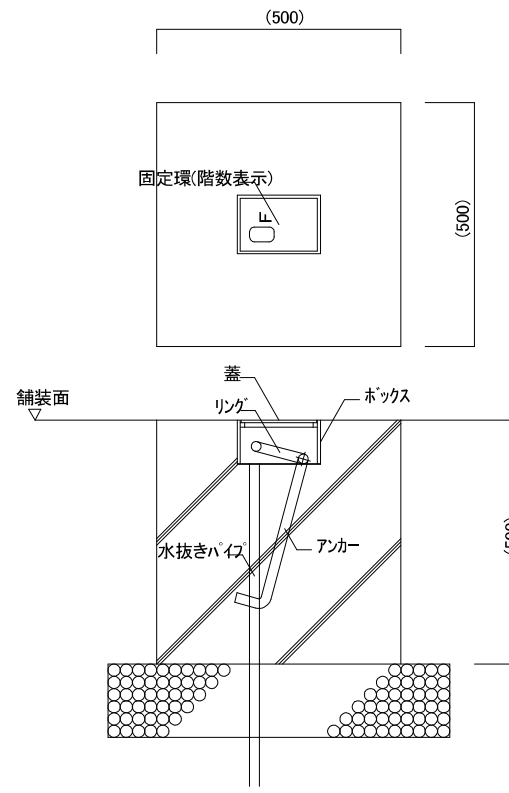 (500)
固定環(階数表示)
F
(500)
蓋
舗装面
リング
ボックス
水抜きパイプ
アンカー